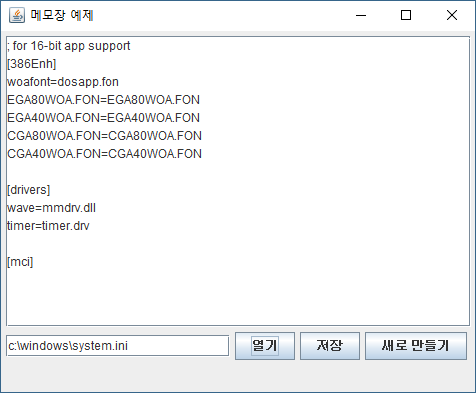 메모장 예제
; for 16-bit app support
[386Enh]
woafont=dosapp.fon
EGA80WOA.FON=EGA80WOA.FON
EGA40WOA.FON=EGA40WOA.FON
CGA80WOA.FON=CGA80WOA.FON
CGA40WOA.FON=CGA40WOA.FON

[drivers]
wave=mmdrv.dll
timer=timer.drv

[mci]
c:\windows\system.ini 열기 저장 새로 만들기